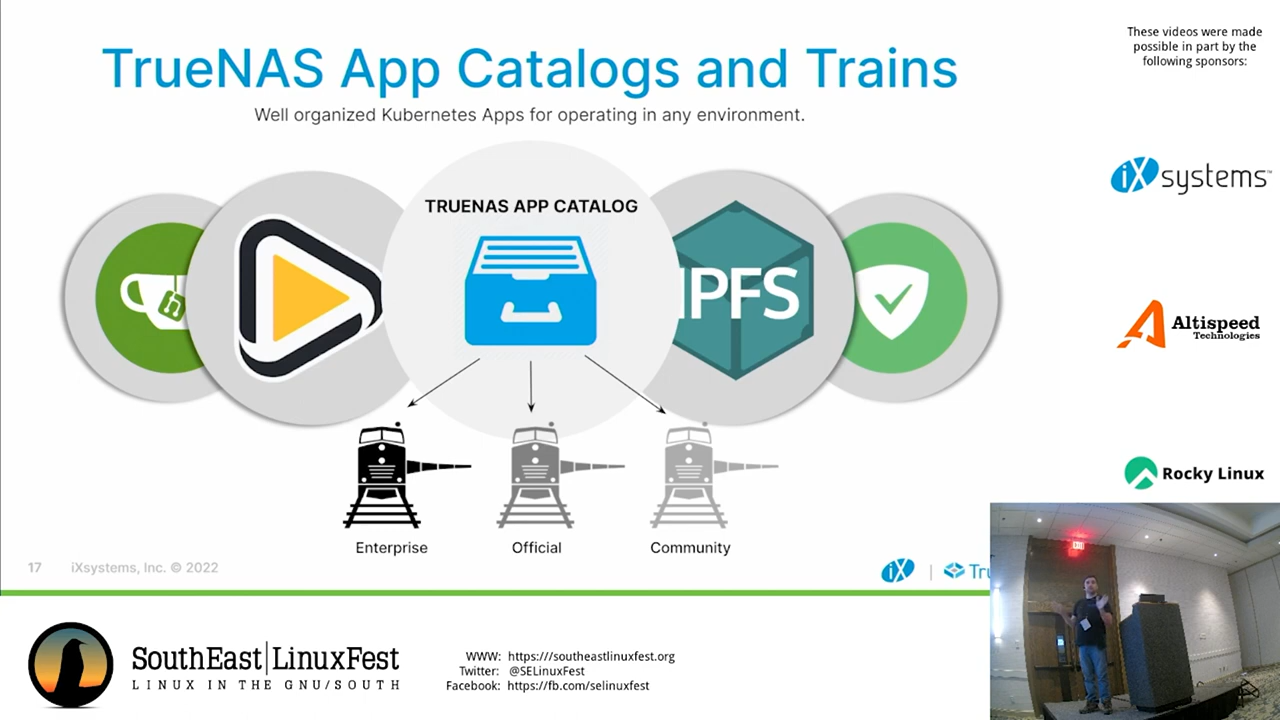 TrueNAS App Catalogs and Trains
Well organized Kubernetes Apps for operating in any environment.
TRUENAS APP CATALOG
IPFS
Enterprise
Official
Community
17
iXsystems, Inc. © 2022
iX
These videos were made
possible in part by the
following sponsors:
iXsystems™
Altispeed
Technologies
Rocky Linux
SouthEast|LinuxFest
LINUX IN THE GNU/SOUTH
WWW: https:///southeastlinuxfest.org
Twitter: @SELinuxFest
Facebook: https://fb.com/selinuxfest